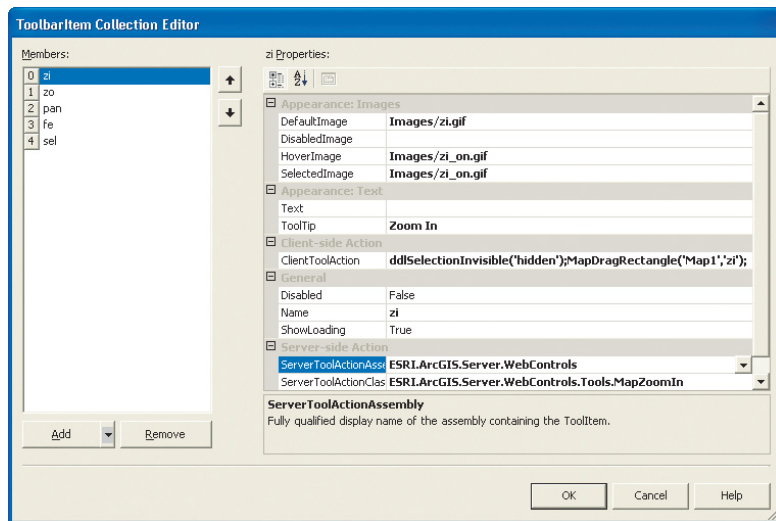 ToolbarItem Collection Editor
Members:
0 zi
1 zo
2 pan
3 fe
4 sel
Add
Remove
zi Properties:
Appearance: Images
DefaultImage Images/zi.gif
DisabledImage
HoverImage Images/zi_on.gif
SelectedImage Images/zi_on.gif
Appearance: Text
Text
ToolTip Zoom In
Client-side Action
ClientToolAction ddlSelectionInvisible('hidden');MapDragRectangle('Map1','zi');
General
Disabled False
Name zi
ShowLoading True
Server-side Action
ServerToolActionAss ESRI.ArcGIS.Server.WebControls
ServerToolActionClas ESRI.ArcGIS.Server.WebControls.Tools.MapZoomIn
ServerToolActionAssembly
Fully qualified display name of the assembly containing the ToolItem.
OK
Cancel
Help